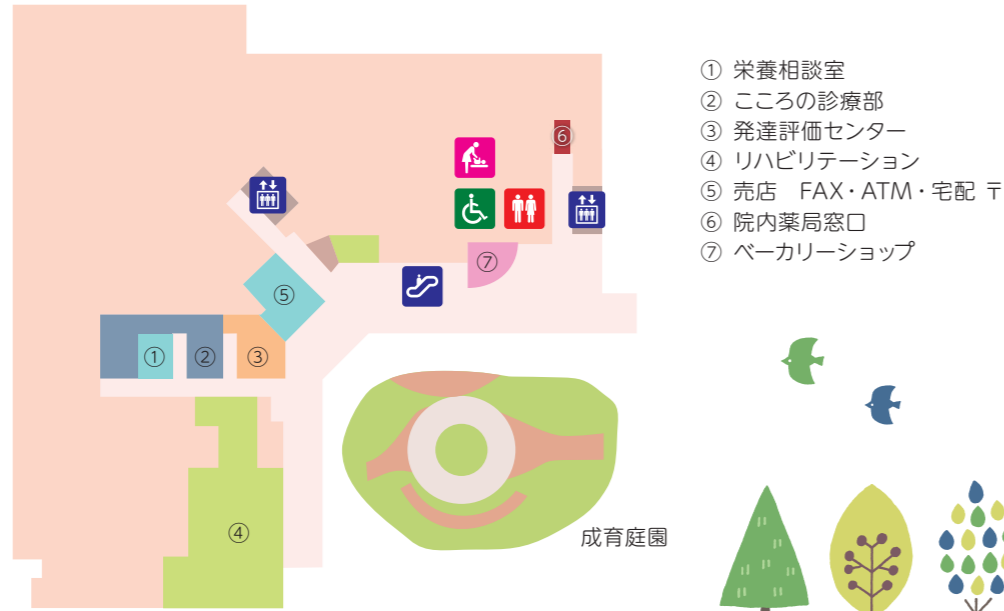 ① 栄養相談室
② こころの診療部
③ 発達評価センター
④ リハビリテーション
⑤ 売店　FAX・ATM・宅配 〒
⑥ 院内薬局窓口
⑦ ベーカリーショップ
⑥
⑦
⑤
① ② ③
④
成育庭園